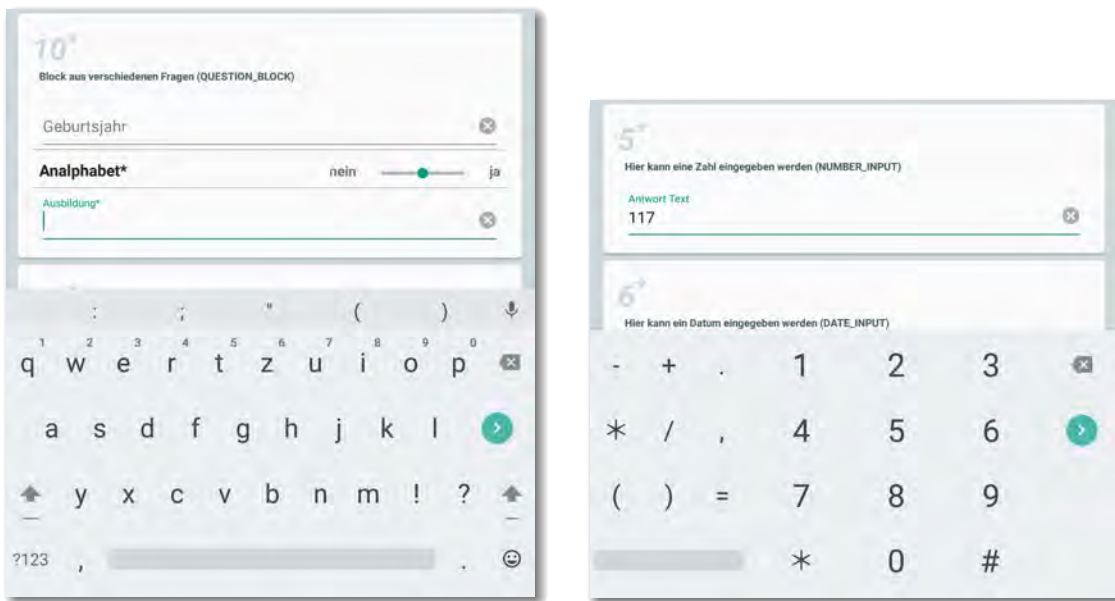 10*
Block aus verschiedenen Fragen (QUESTION_BLOCK)
Geburtsjahr
Analphabet* nein ja
Ausbildung*
: ; " ( )
1 2 3 4 5 6 7 8 9 0
q w e r t z u i o p
a s d f g h j k l
y x c v b n m ! ?
?123 , .
5*
Hier kann eine Zahl eingegeben werden (NUMBER_INPUT)
Antwort Text
117
6*
Hier kann ein Datum eingegeben werden (DATE_INPUT)
- + . 1 2 3
* / , 4 5 6
( ) = 7 8 9
* 0 #